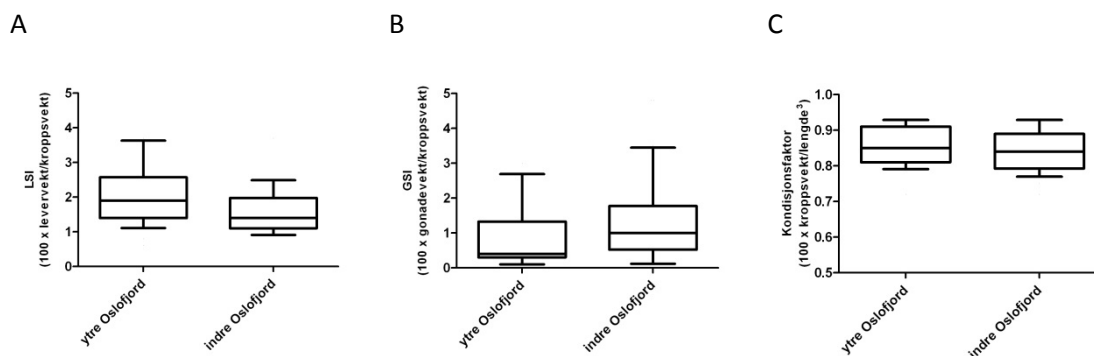 A
B
C
LSI
(100 x levervekt/kroppsvekt)
5
4
3
2
1
0
ytre Oslofjord
indre Oslofjord
GSI
(100 x gonadevekt/kroppsvekt)
5
4
3
2
1
0
ytre Oslofjord
indre Oslofjord
Kondisjonsfaktor
(100 x kroppsvekt/lengde³)
1.0
0.9
0.8
0.7
0.6
0.5
ytre Oslofjord
indre Oslofjord